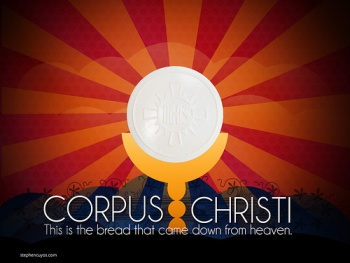 CORPUS CHRISTI
This is the bread that came down from heaven.
stephencuyos.com